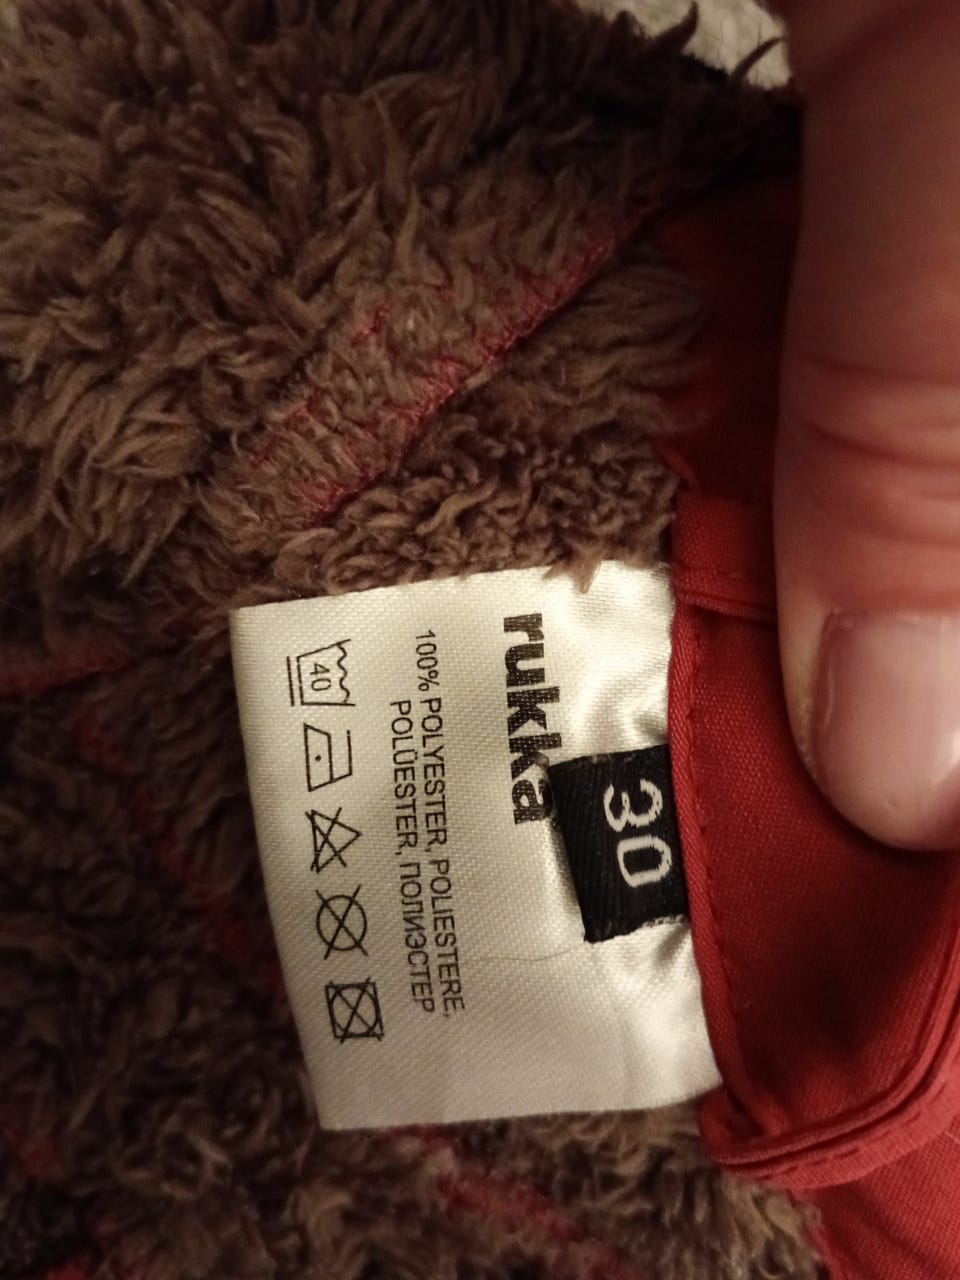 rukka
30
100% POLYESTER, POLIESTERE,
POLÜESTER, ПОЛИЭСТЕР
40